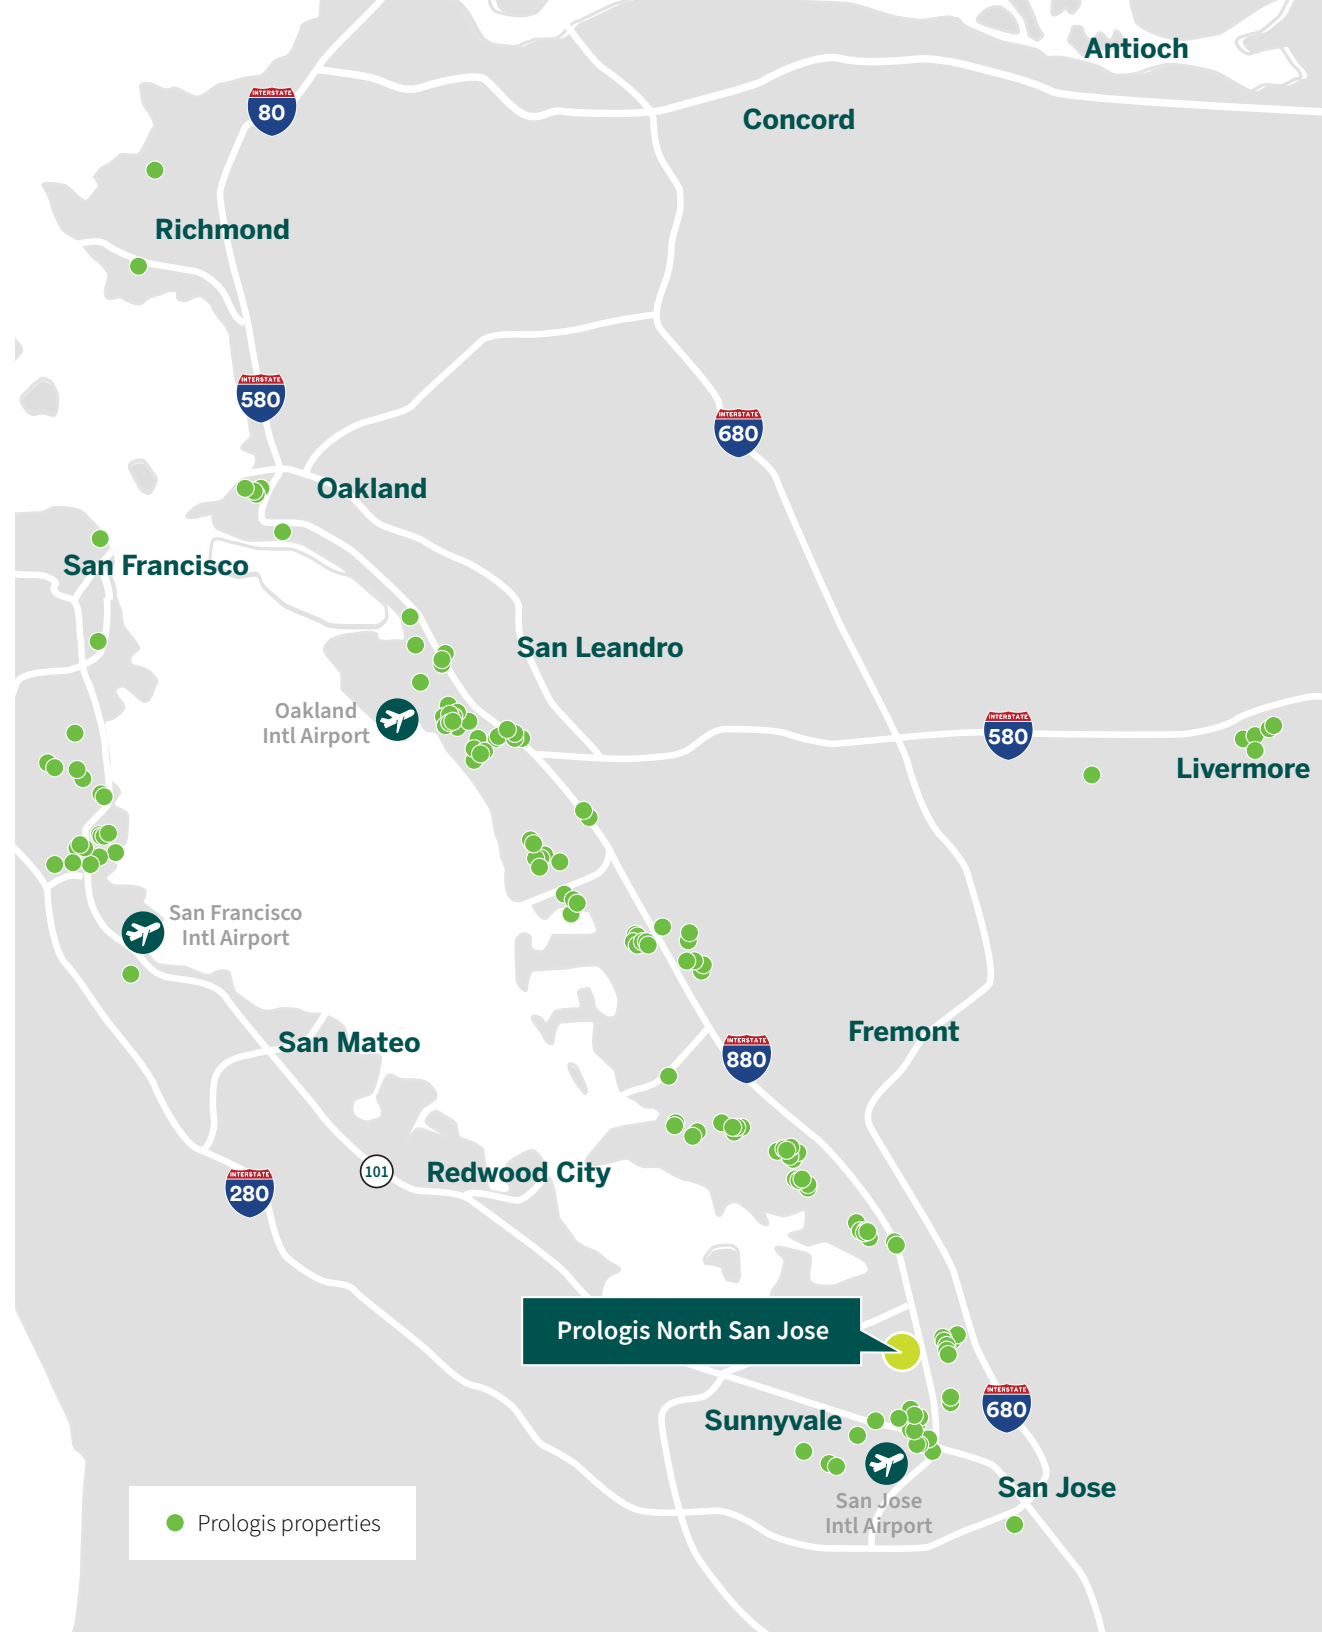 Antioch
INTERSTATE
80
Concord
Richmond
INTERSTATE
580
INTERSTATE
680
Oakland
San Francisco
San Leandro
Oakland
Intl Airport
INTERSTATE
580
Livermore
San Francisco
Intl Airport
San Mateo
Fremont
INTERSTATE
880
101
Redwood City
INTERSTATE
280
Prologis North San Jose
INTERSTATE
680
Sunnyvale
San Jose
San Jose
Intl Airport
Prologis properties